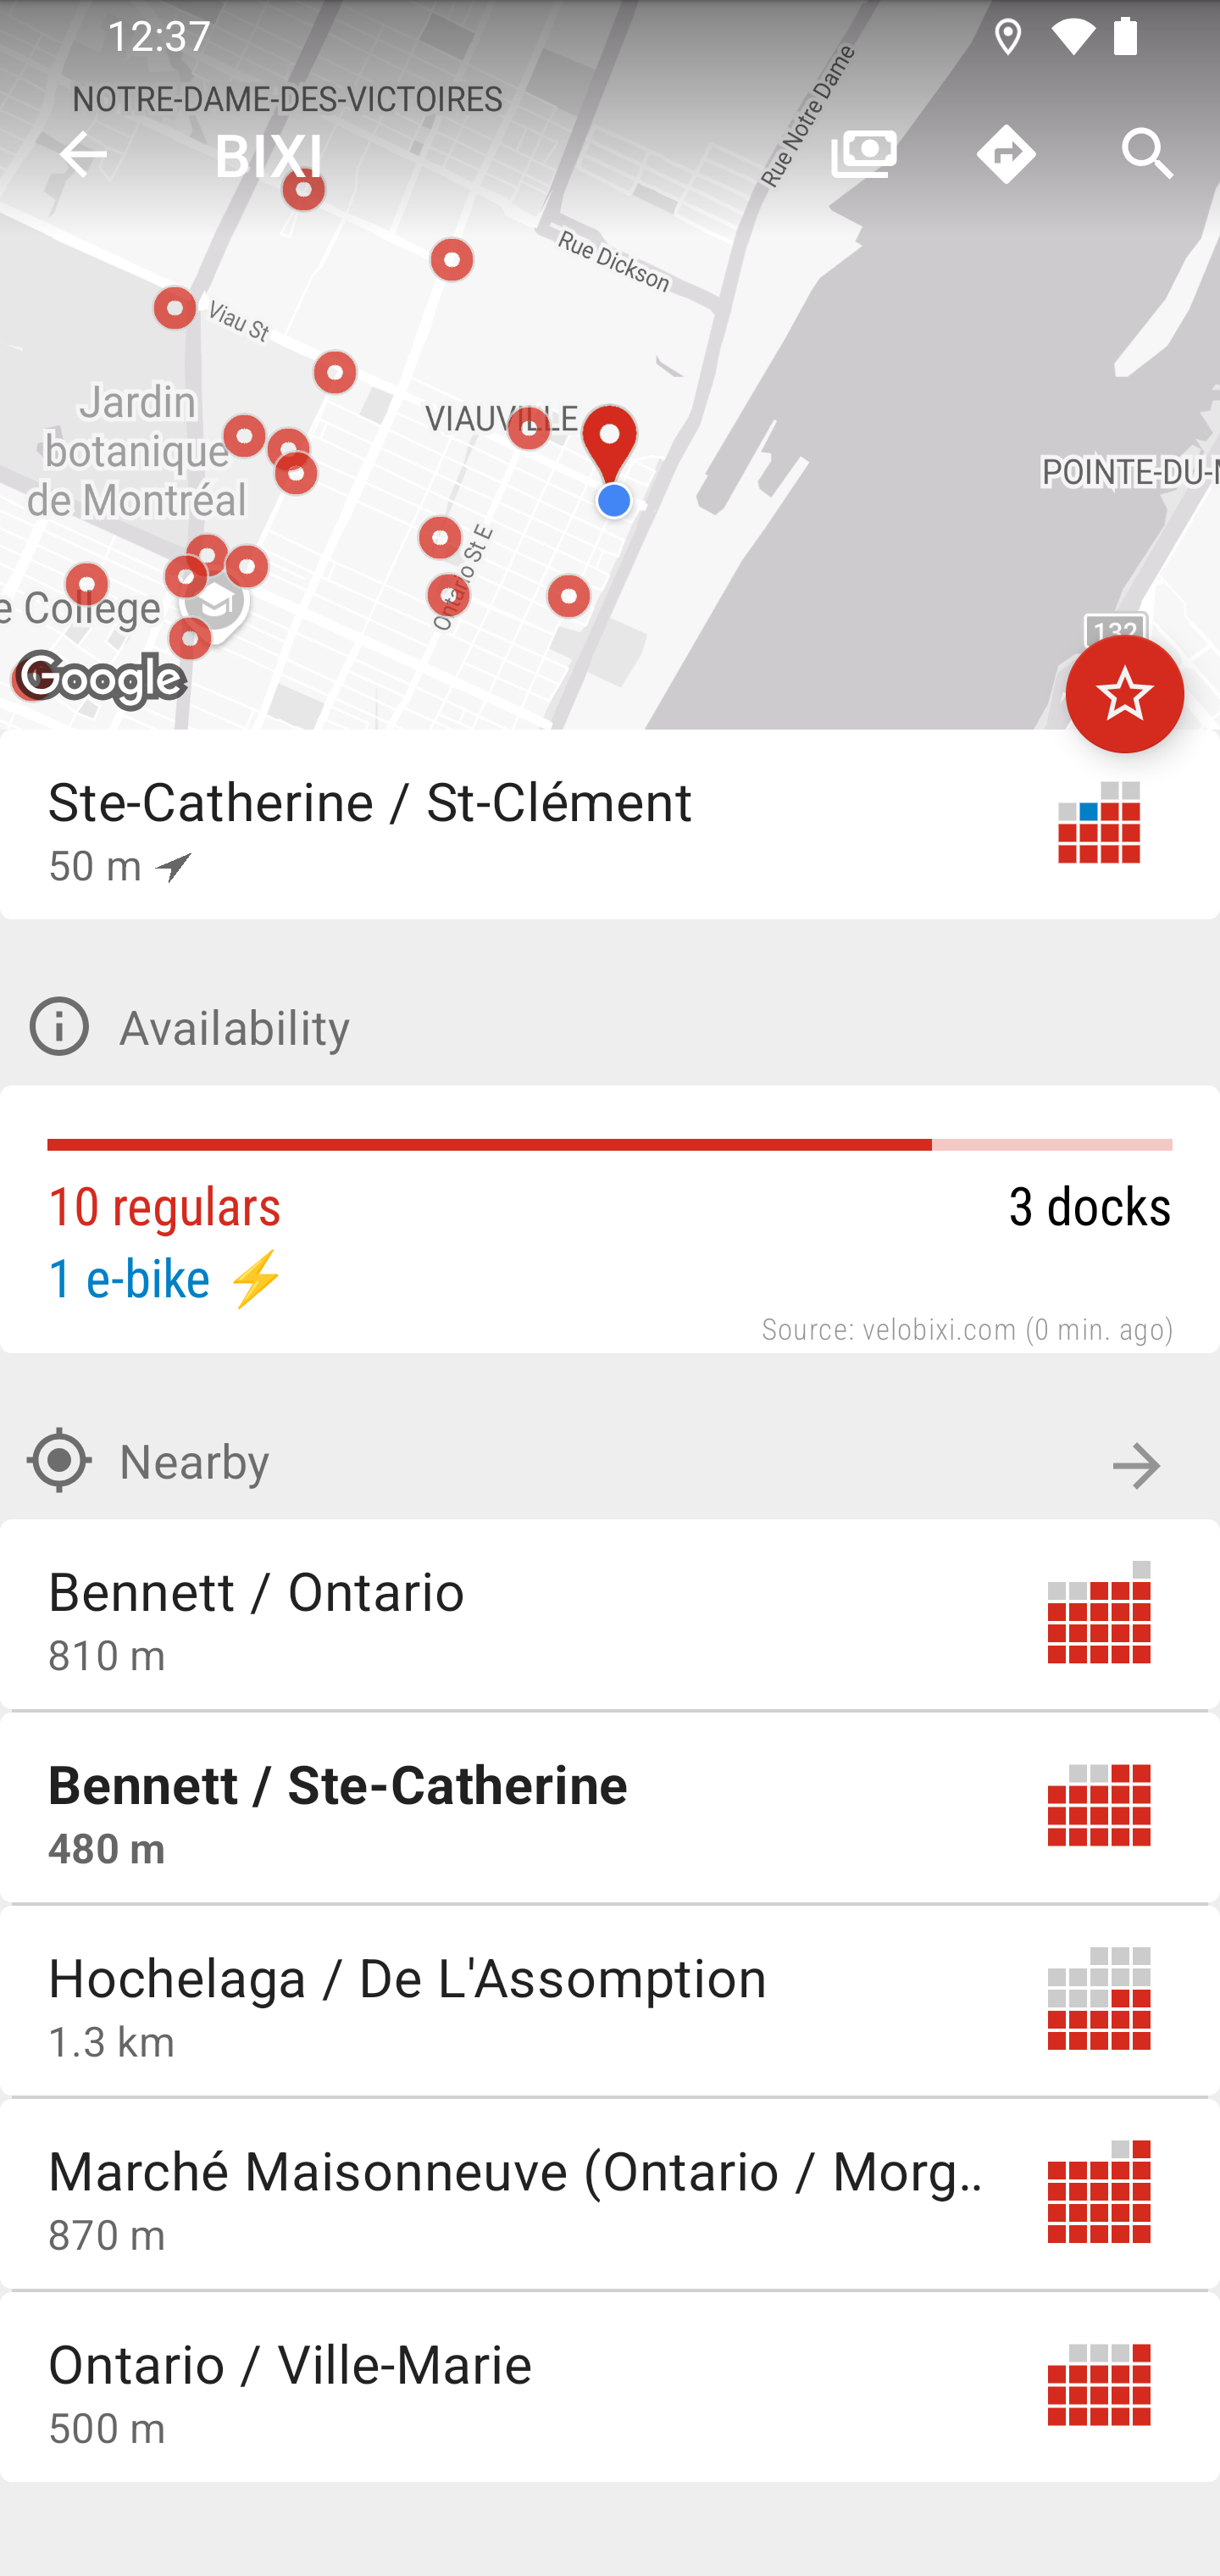 12:37
NOTRE-DAME-DES-VICTOIRES
BIXI
Rue Notre Dame
Rue Dickson
Viau St
Jardin
botanique
de Montréal
VIAUVILLE
POINTE-DU-M
Ontario St E
e College
132
Google
Ste-Catherine / St-Clément
50 m
Availability
10 regulars
3 docks
1 e-bike ⚡
Source: velobixi.com (0 min. ago)
Nearby
Bennett / Ontario
810 m
Bennett / Ste-Catherine
480 m
Hochelaga / De L'Assomption
1.3 km
Marché Maisonneuve (Ontario / Morg..
870 m
Ontario / Ville-Marie
500 m